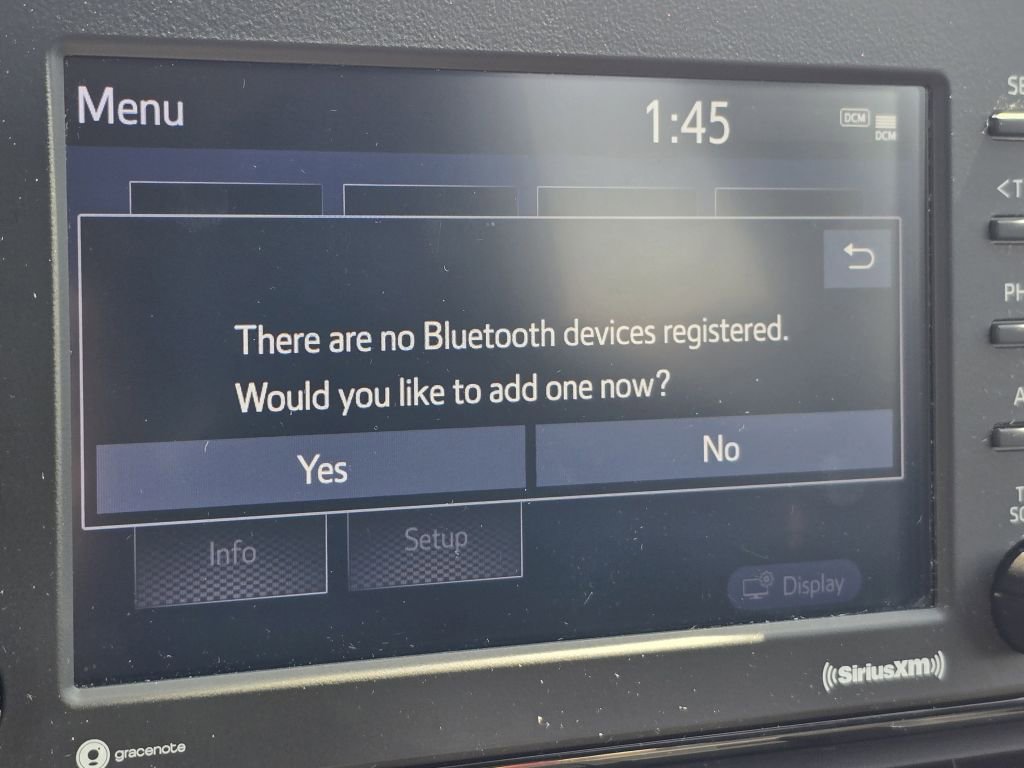 Menu
1:45
DCM
DCM
There are no Bluetooth devices registered.
Would you like to add one now?
Yes
No
Info
Setup
Display
SiriusXM
gracenote